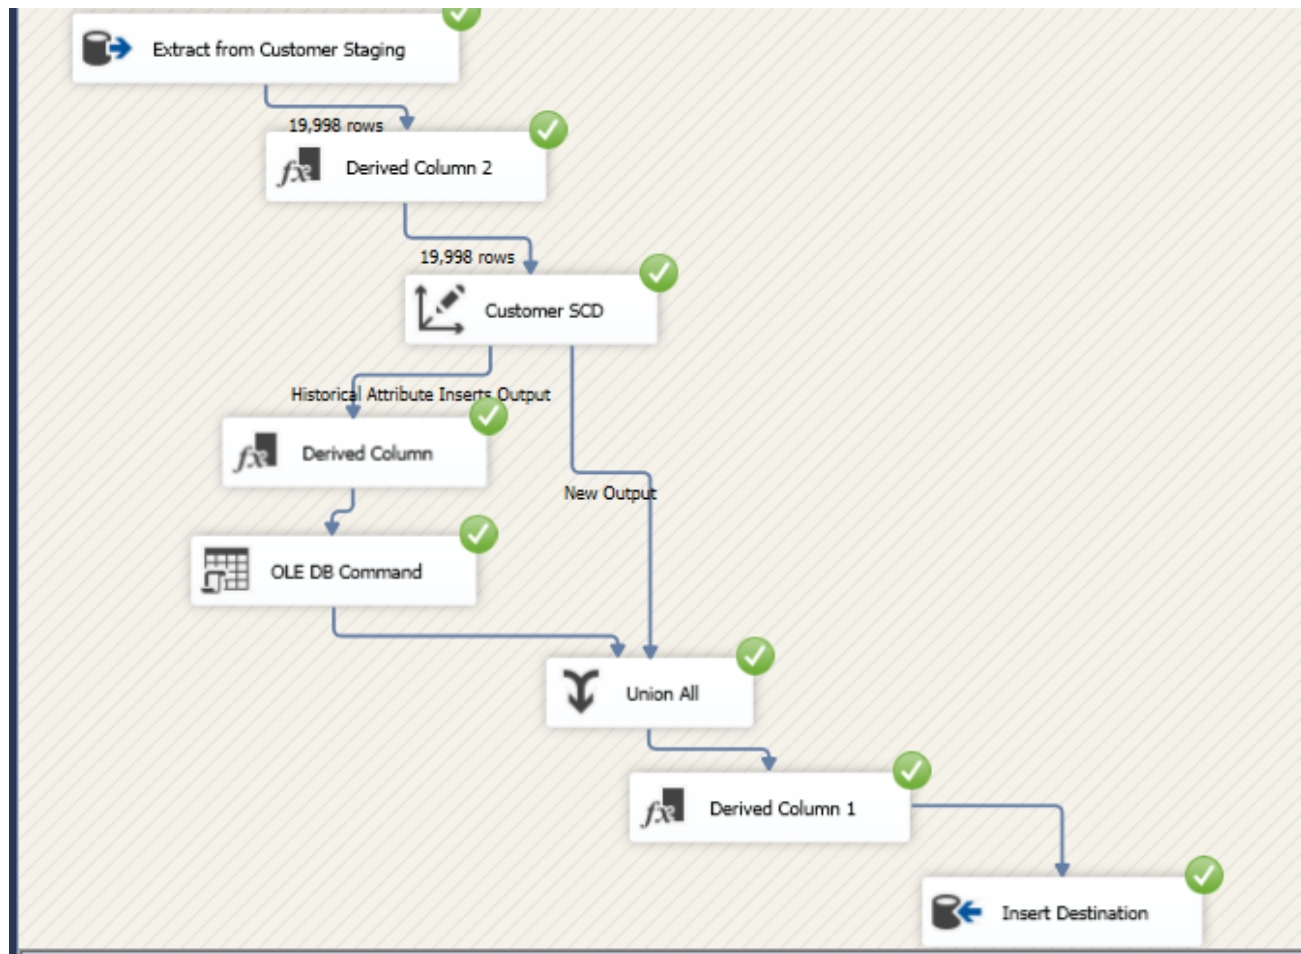 Extract from Customer Staging
19,998 rows
Derived Column 2
19,998 rows
Customer SCD
Historical Attribute Inserts Output
Derived Column
New Output
OLE DB Command
Union All
Derived Column 1
Insert Destination